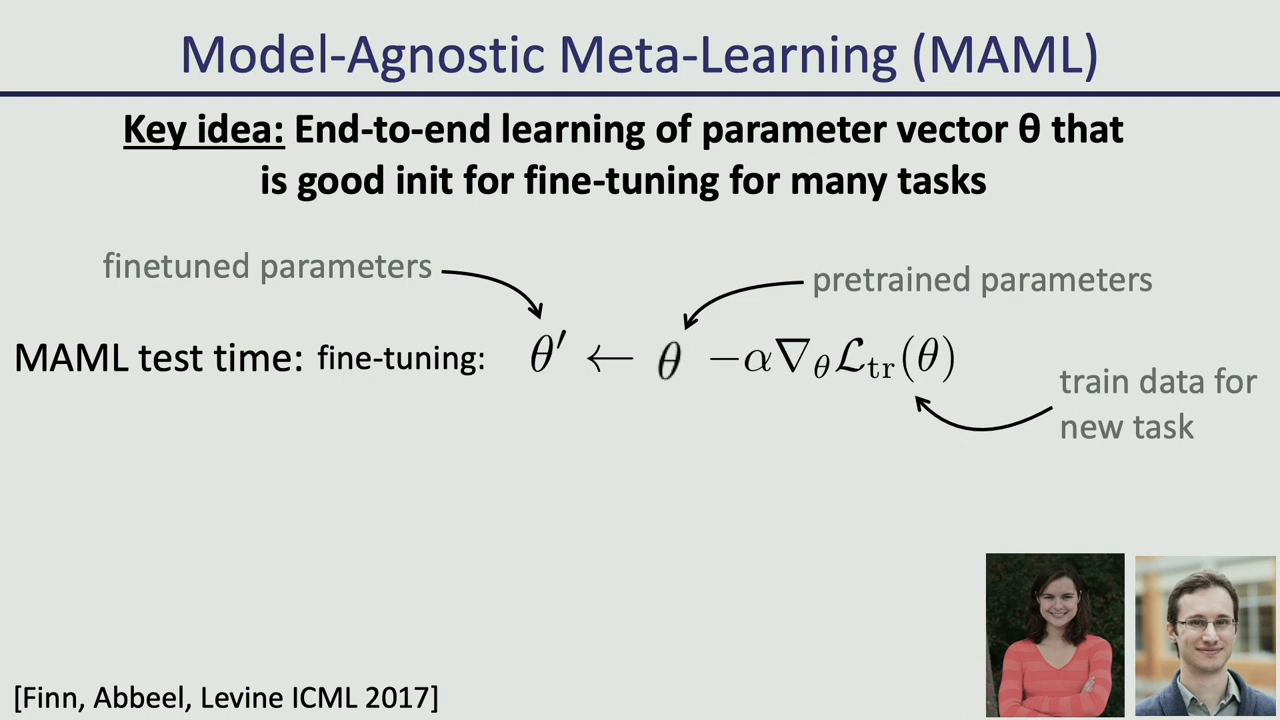 Model-Agnostic Meta-Learning (MAML)
Key idea: End-to-end learning of parameter vector θ that
is good init for fine-tuning for many tasks
finetuned parameters
pretrained parameters
MAML test time: fine-tuning: θ′ ← θ −α∇θℒtr(θ)
train data for
new task
[Finn, Abbeel, Levine ICML 2017]